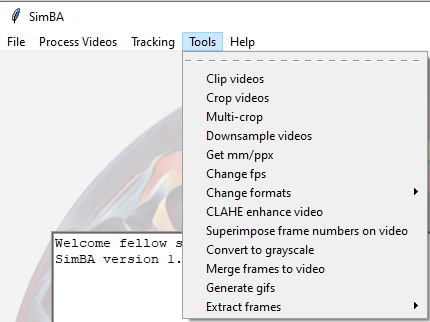 SimBA
File Process Videos Tracking Tools Help
Clip videos
Crop videos
Multi-crop
Downsample videos
Get mm/ppx
Change fps
Change formats
CLAHE enhance video
Superimpose frame numbers on video
Convert to grayscale
Merge frames to video
Generate gifs
Extract frames
Welcome fellow s
SimBA version 1.